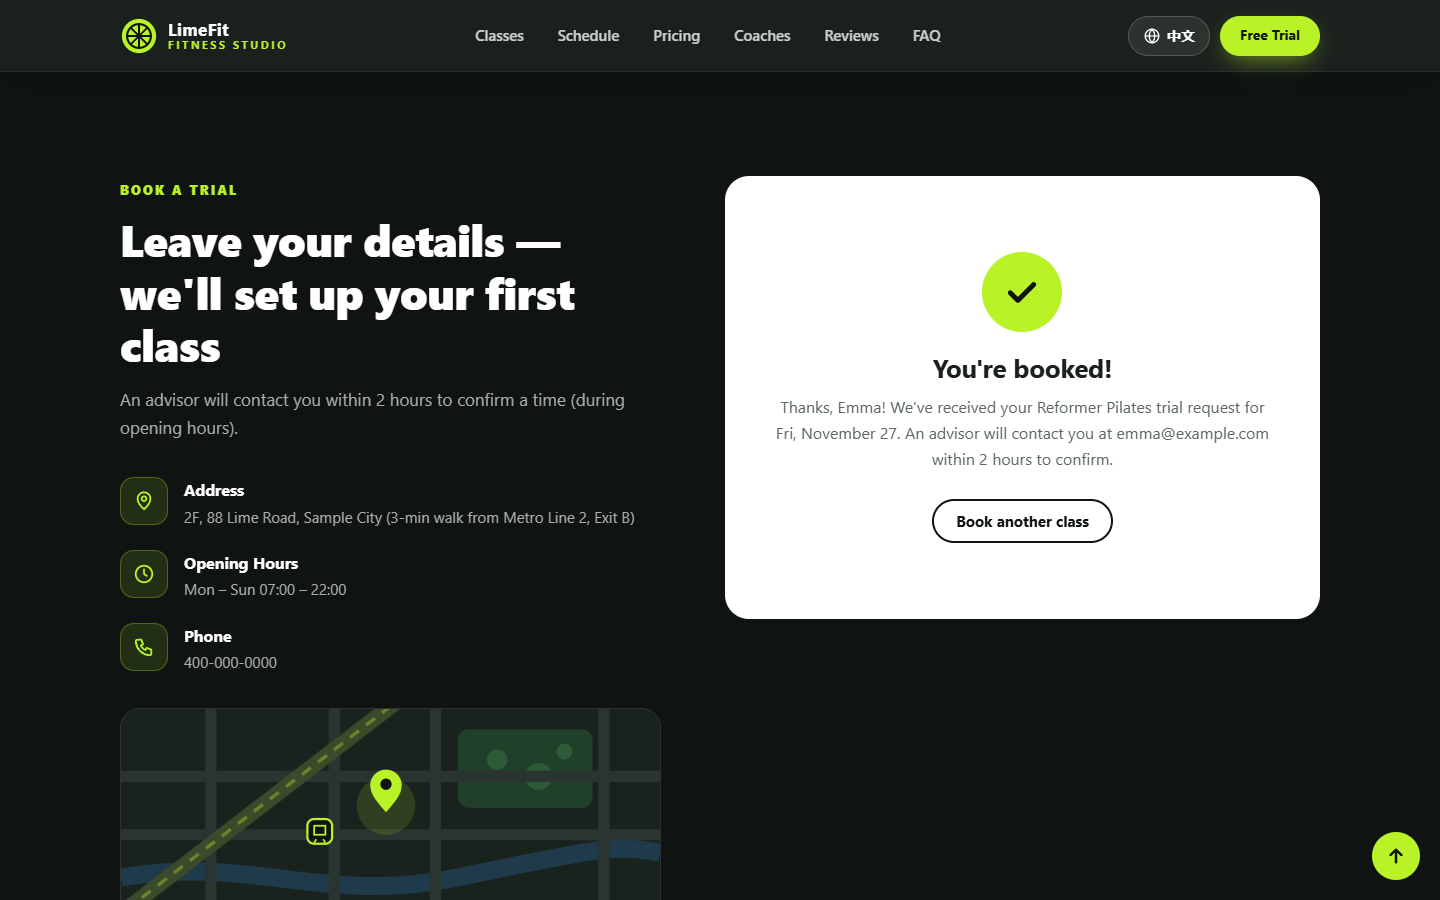 LimeFit
FITNESS STUDIO
Classes
Schedule
Pricing
Coaches
Reviews
FAQ
中文
Free Trial
BOOK A TRIAL
Leave your details —
we'll set up your first
class
An advisor will contact you within 2 hours to confirm a time (during
opening hours).
Address
2F, 88 Lime Road, Sample City (3-min walk from Metro Line 2, Exit B)
Opening Hours
Mon – Sun 07:00 – 22:00
Phone
400-000-0000
You're booked!
Thanks, Emma! We've received your Reformer Pilates trial request for
Fri, November 27. An advisor will contact you at emma@example.com
within 2 hours to confirm.
Book another class